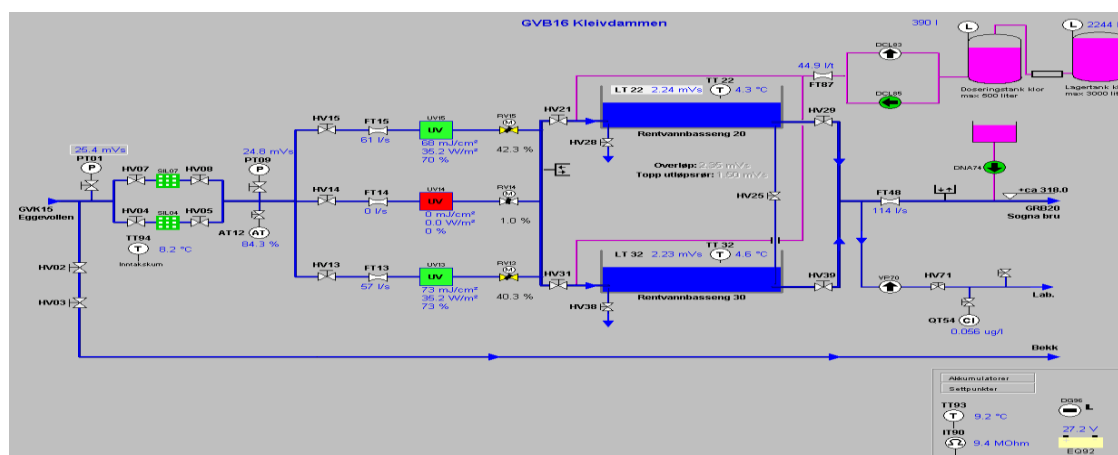 GVB16 Kleivdammen
390 l
2244
L
L
DCL83
44.9 l/t
FT87
DCL85
Doseringstank klor
max 500 liter
Lagertank klor
max 3000 liter
TT 22
LT 22 2.24 mVs
T
4.3 °C
HV21
HV29
Rentvannbasseng 20
HV28
HV15
FT15
61 l/s
UV15
UV
68 mJ/cm²
35.2 W/m²
70 %
RV15
M
42.3 %
25.4 mVs
PT01
P
24.8 mVs
PT09
P
HV07
SIL07
HV08
HV04
SIL04
HV05
GVK15
Eggevollen
TT94
T
8.2 °C
Inntakskum
AT12
AT
84.3 %
HV14
FT14
0 l/s
UV14
UV
0 mJ/cm²
0.0 W/m²
0 %
RV14
M
1.0 %
Overløp: 2.35 mVs
Topp utløpsrør: 1.50 mVs
HV25
DNA74
FT48
114 l/s
+ca 318.0
GRB20
Sogna bru
HV02
HV03
HV13
FT13
57 l/s
UV13
UV
73 mJ/cm²
35.2 W/m²
73 %
M
40.3 %
HV31
TT 32
LT 32 2.23 mVs
T
4.6 °C
HV39
Rentvannbasseng 30
HV38
VP70
HV71
Lab.
QT54
Cl
0.056 ug/l
Bekk
Akkumulatorer
Settpunkter
TT93
T
9.2 °C
DG96
L
IT90
Ω
9.4 MOhm
27.2 V
EQ92